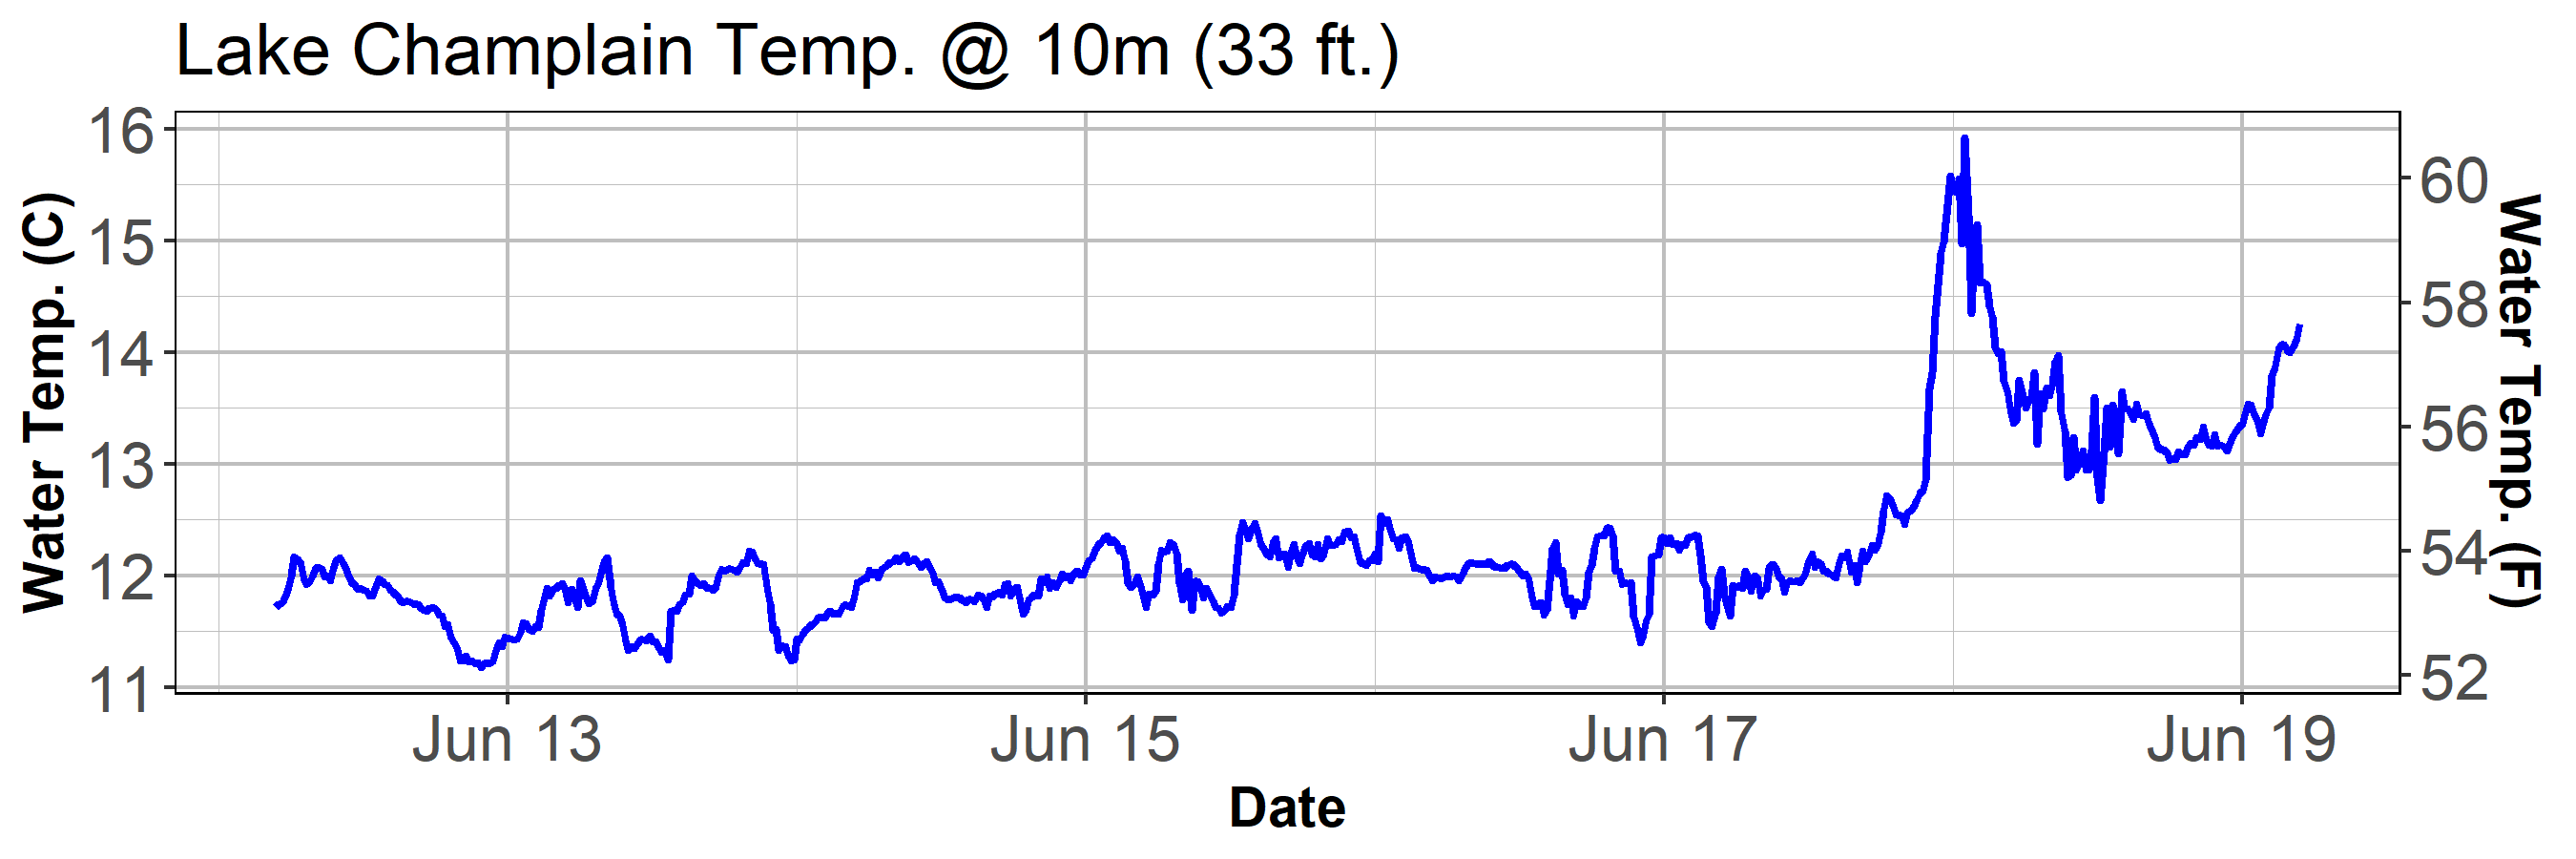 Lake Champlain Temp. @ 10m (33 ft.)
Water Temp. (C)
16
15
14
13
12
11
60
58
56
54
52
Water Temp. (F)
Jun 13 Jun 15 Jun 17 Jun 19
Date